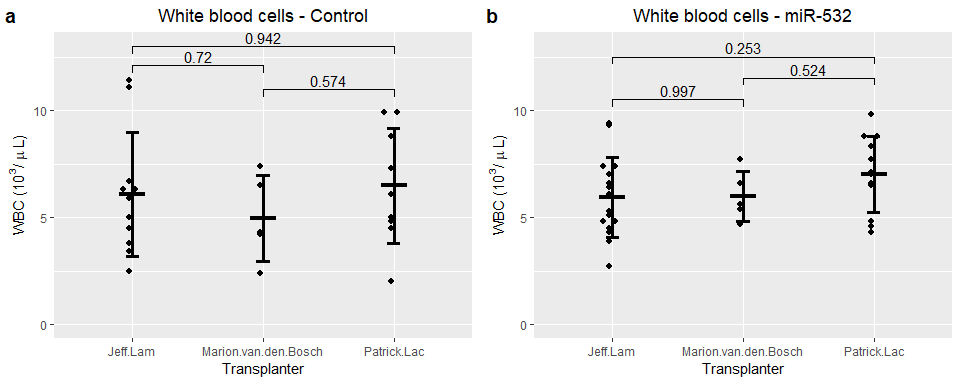 a
White blood cells - Control
0.942
0.72
0.574
10
5
0
WBC (10³/ μ L)
Jeff.Lam
Marion.van.den.Bosch
Patrick.Lac
Transplanter
b
White blood cells - miR-532
0.253
0.524
0.997
10
5
0
WBC (10³/ μ L)
Jeff.Lam
Marion.van.den.Bosch
Patrick.Lac
Transplanter